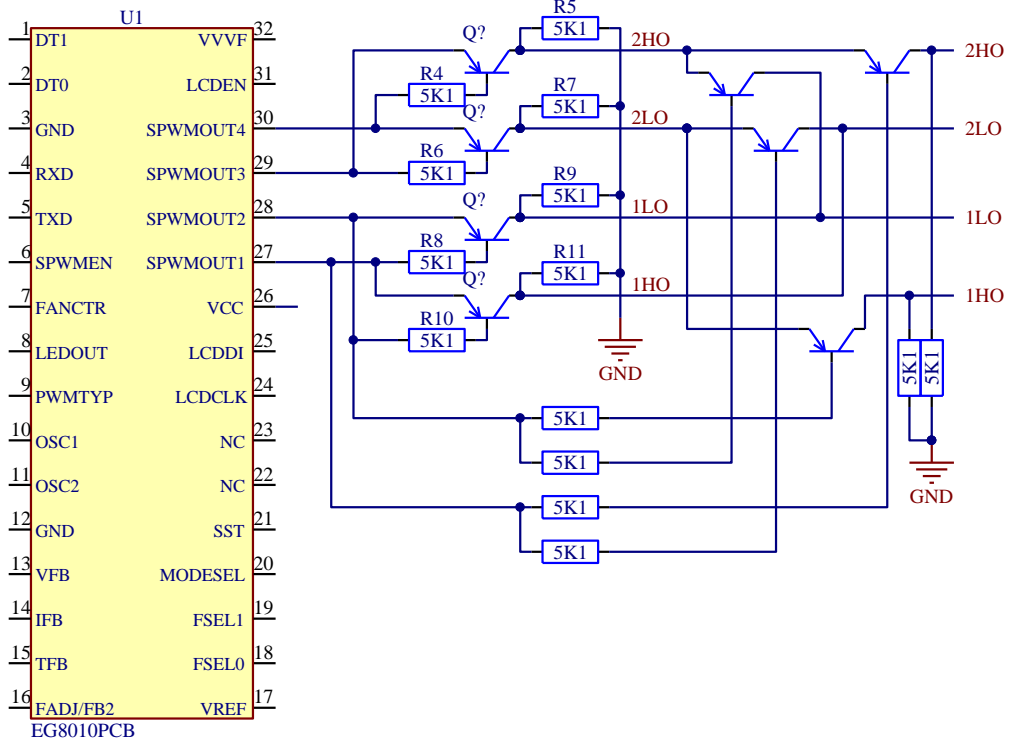 U1
1 DT1 VVVF 32
2 DT0 LCDEN 31
3 GND SPWMOUT4 30
4 RXD SPWMOUT3 29
5 TXD SPWMOUT2 28
6 SPWMEN SPWMOUT1 27
7 FANCTR VCC 26
8 LEDOUT LCDDI 25
9 PWMTYP LCDCLK 24
10 OSC1 NC 23
11 OSC2 NC 22
12 GND SST 21
13 VFB MODESEL 20
14 IFB FSEL1 19
15 TFB FSEL0 18
16 FADJ/FB2 VREF 17
EG8010PCB
R5
5K1
Q?
2HO
2HO
R4
5K1
R7
5K1
Q?
2LO
2LO
R6
5K1
R9
5K1
Q?
1LO
1LO
R8
5K1
R11
5K1
Q?
1HO
1HO
R10
5K1
GND
5K1
5K1
5K1
5K1
5K1
5K1
GND